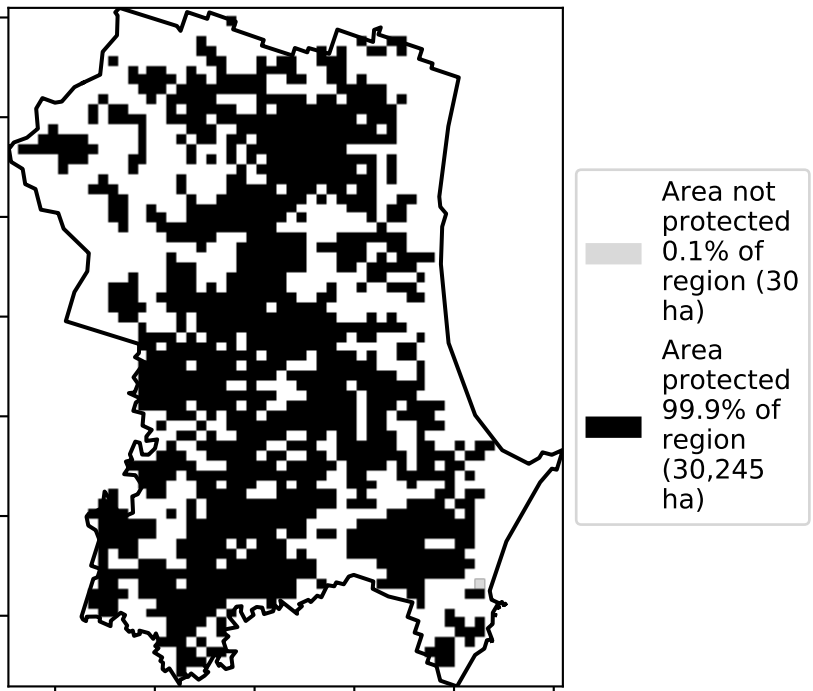 Area not
protected
0.1% of
region (30
ha)
Area
protected
99.9% of
region
(30,245
ha)